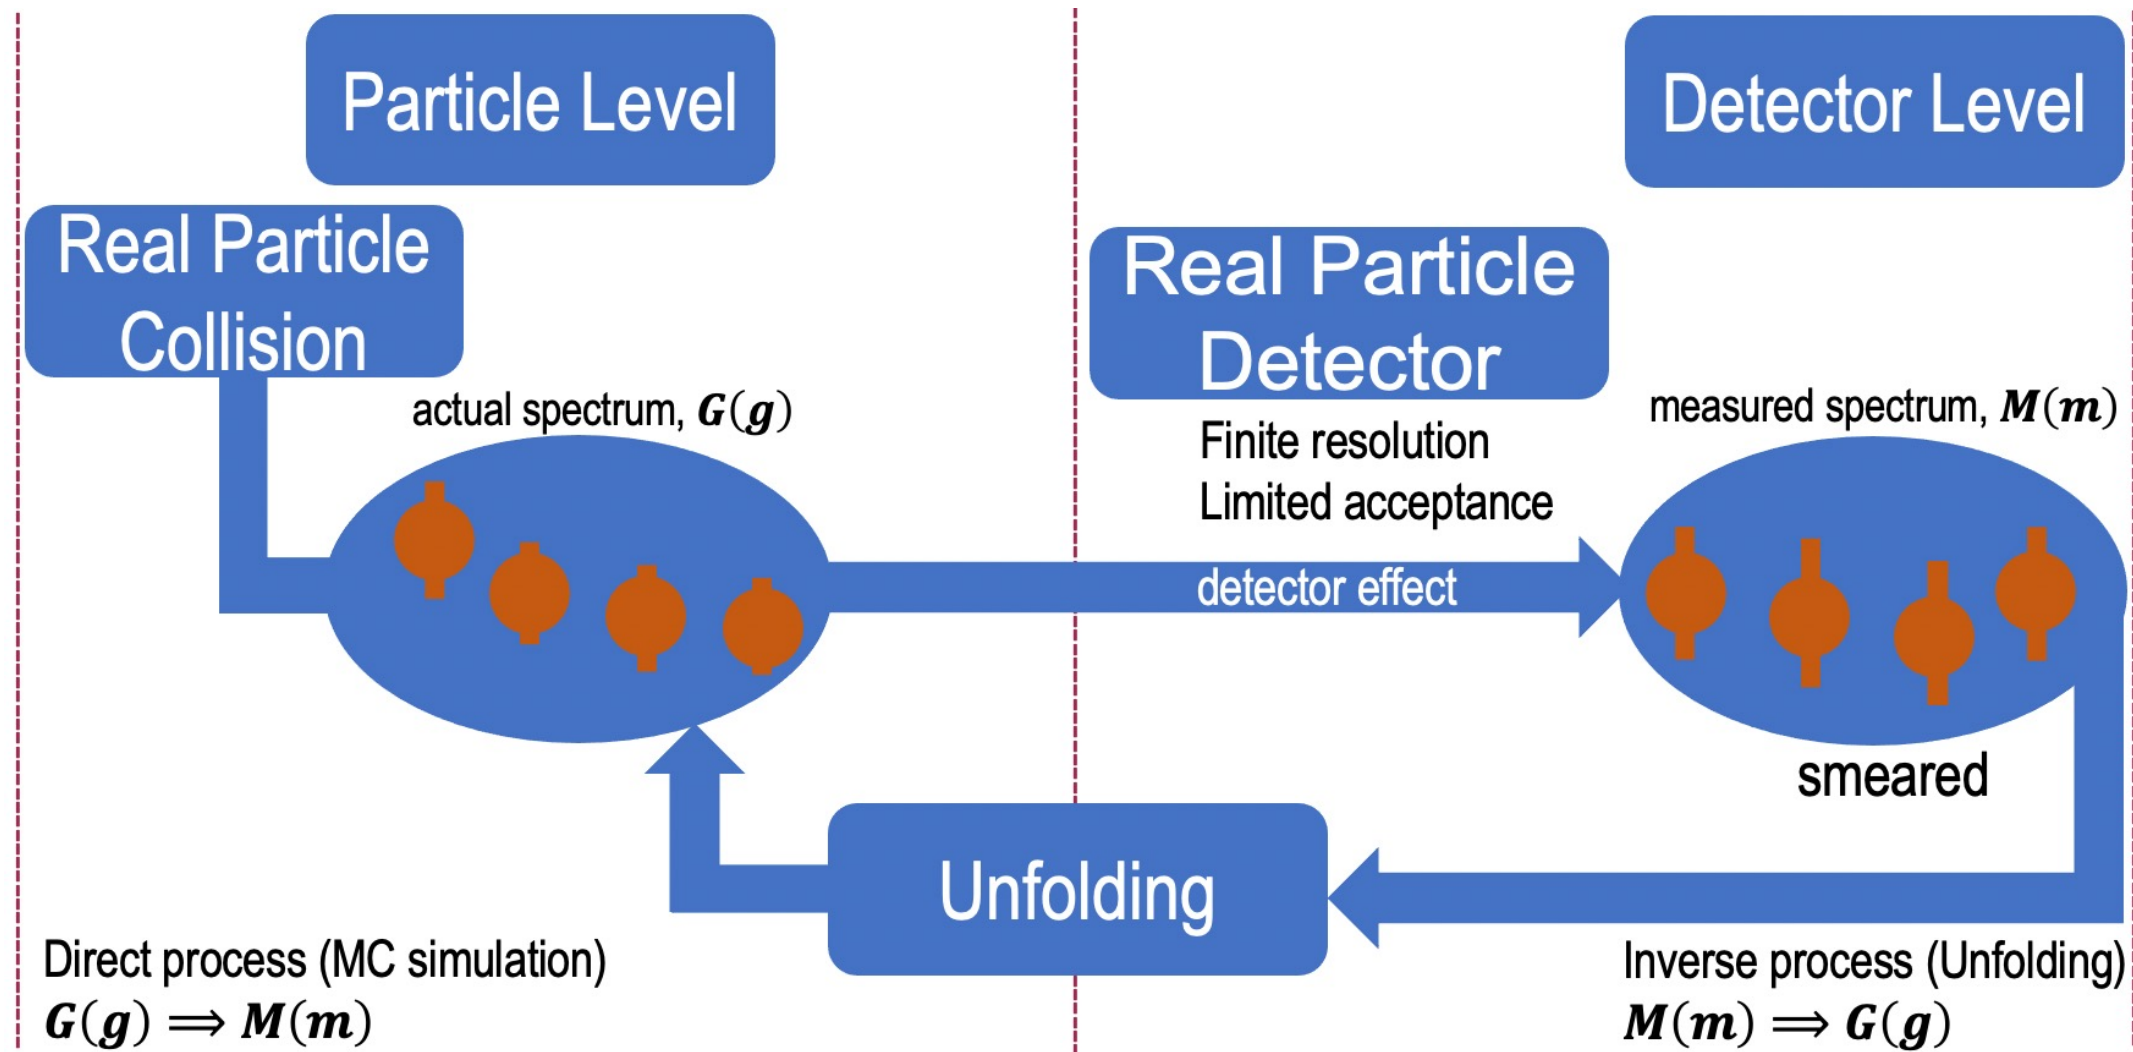 Particle Level
Detector Level
Real Particle
Collision
Real Particle
Detector
actual spectrum, G(g)
Finite resolution
Limited acceptance
measured spectrum, M(m)
detector effect
smeared
Unfolding
Direct process (MC simulation)
G(g) ⟹ M(m)
Inverse process (Unfolding)
M(m) ⟹ G(g)